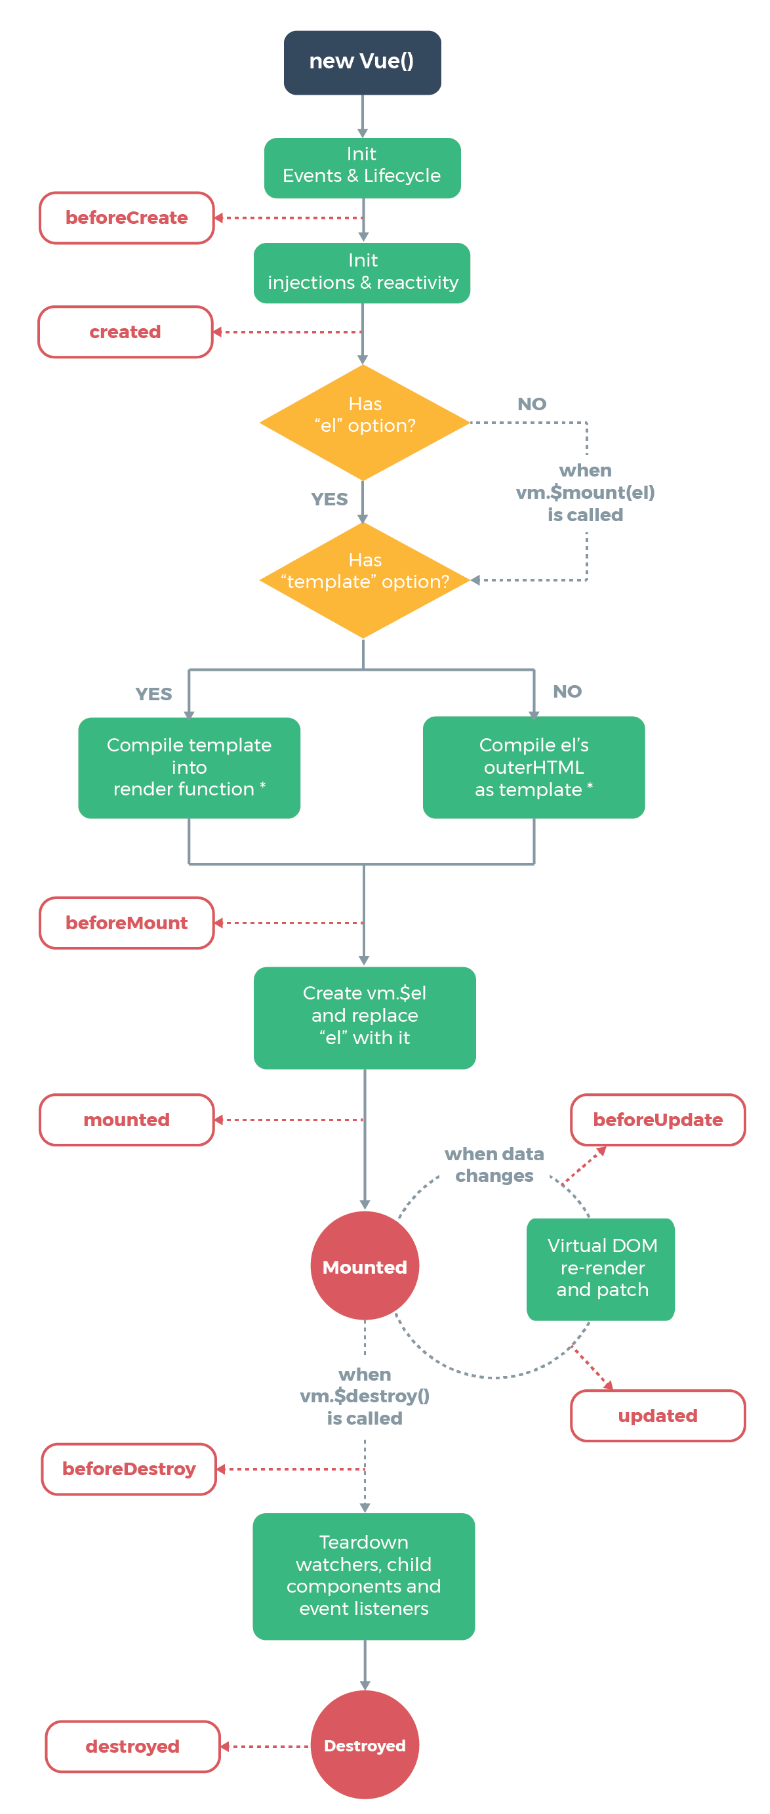 new Vue()
Init
Events & Lifecycle
beforeCreate
Init
injections & reactivity
created
Has
“el” option?
NO
when
vm.$mount(el)
is called
YES
Has
“template” option?
YES
NO
Compile template
into
render function *
Compile el’s
outerHTML
as template *
beforeMount
Create vm.$el
and replace
“el” with it
mounted
beforeUpdate
when data
changes
Mounted
Virtual DOM
re-render
and patch
when
vm.$destroy()
is called
updated
beforeDestroy
Teardown
watchers, child
components and
event listeners
destroyed
Destroyed